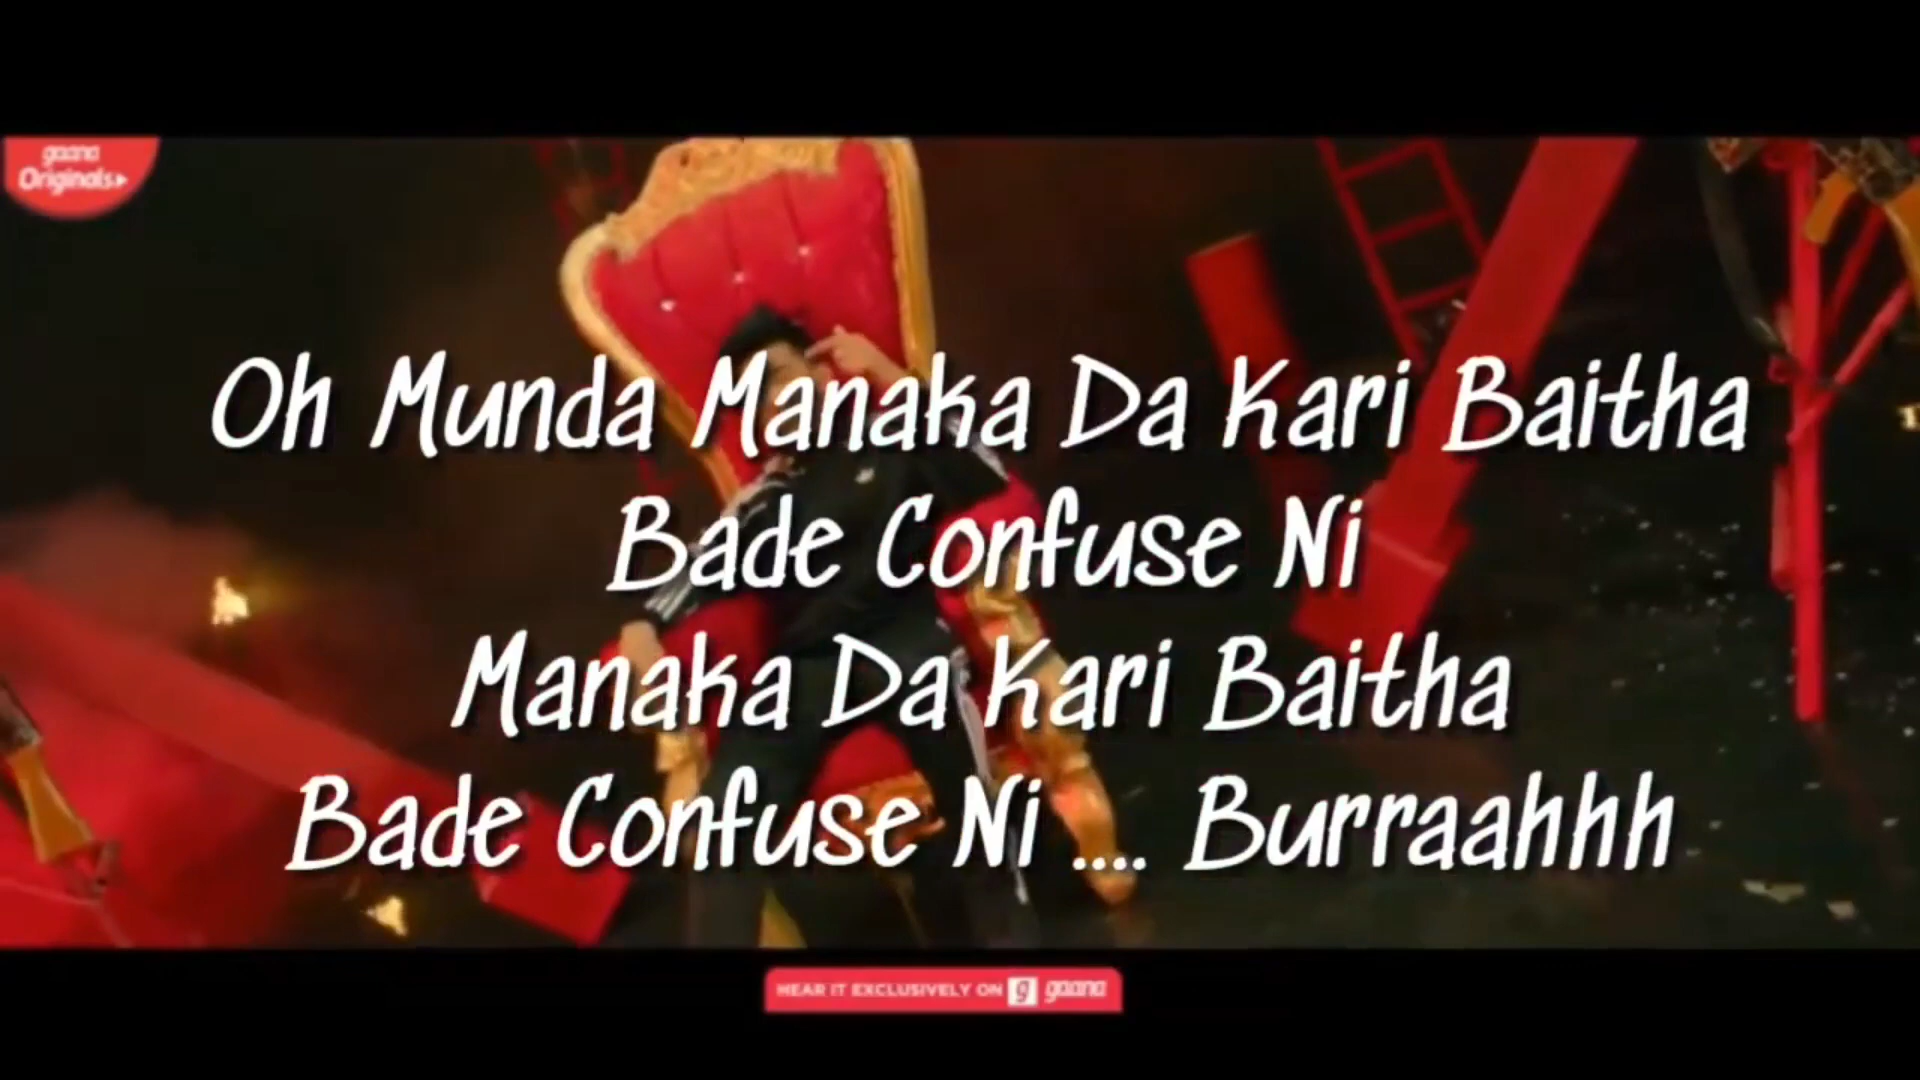 gaana
Originals
Oh Munda Manaka Da Kari Baitha
Bade Confuse Ni
Manaka Da Kari Baitha
Bade Confuse Ni .... Burraahhh
HEAR IT EXCLUSIVELY ON g gaana